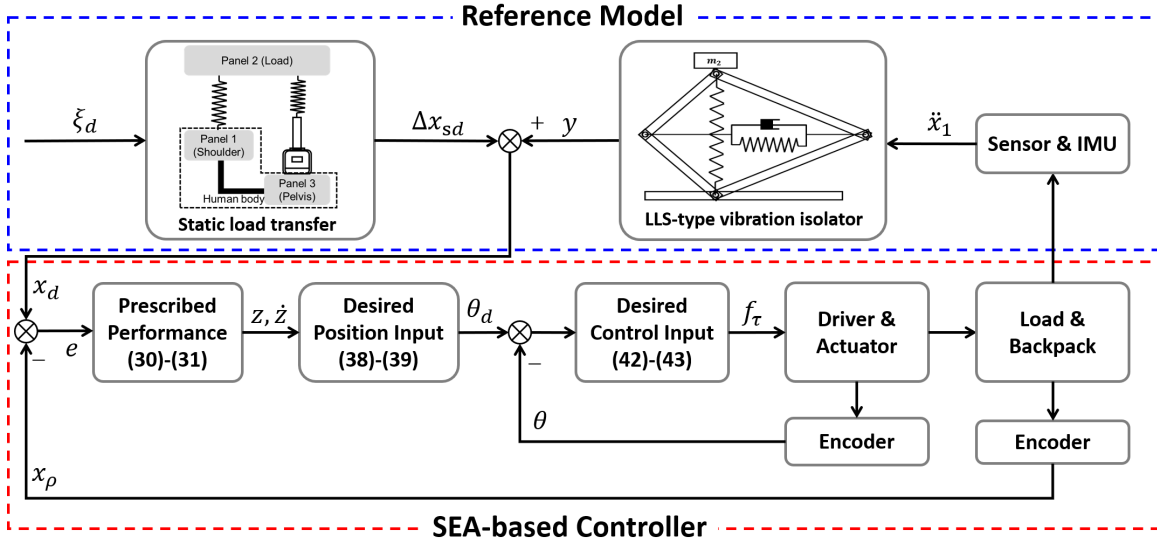 Reference Model
Panel 2 (Load)
Panel 1
(Shoulder)
Panel 3
(Pelvis)
Human body
Static load transfer
ξ_d
Δx_sd
+
y
m_2
LLS-type vibration isolator
ẍ_1
Sensor & IMU
x_d
−
e
Prescribed
Performance
(30)-(31)
z, ż
Desired
Position Input
(38)-(39)
θ_d
−
Desired
Control Input
(42)-(43)
f_τ
Driver &
Actuator
Load &
Backpack
θ
Encoder
Encoder
x_ρ
SEA-based Controller